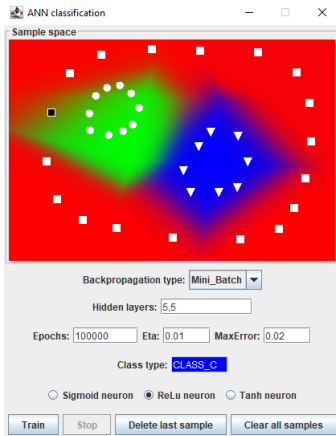 ANN classification
Sample space
Backpropagation type: Mini_Batch
Hidden layers: 5,5
Epochs: 100000 Eta: 0.01 MaxError: 0.02
Class type: CLASS_C
Sigmoid neuron ReLu neuron Tanh neuron
Train Stop Delete last sample Clear all samples